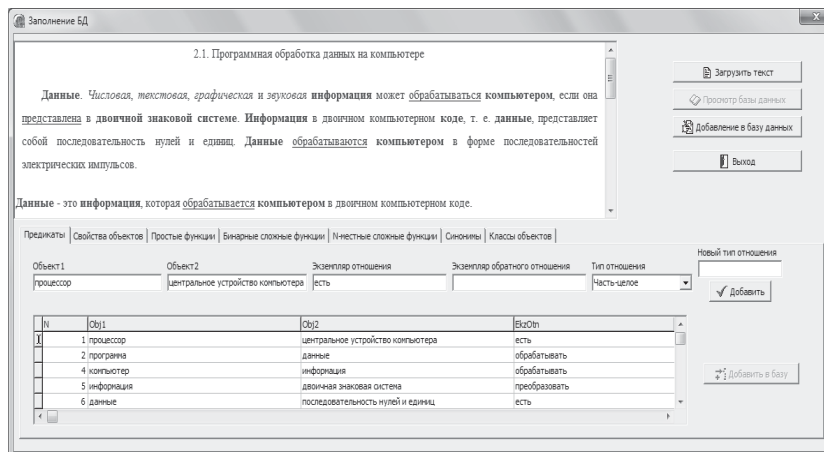 Заполнение БД
2.1. Программная обработка данных на компьютере
Данные. Числовая, текстовая, графическая и звуковая информация может обрабатываться компьютером, если она
представлена в двоичной знаковой системе. Информация в двоичном компьютерном коде, т. е. данные, представляет
собой последовательность нулей и единиц. Данные обрабатываются компьютером в форме последовательностей
электрических импульсов.
Данные - это информация, которая обрабатывается компьютером в двоичном компьютерном коде.
Загрузить текст
Просмотр базы данных
Добавление в базу данных
Выход
Предикаты Свойства объектов Простые функции Бинарные сложные функции N-местные сложные функции Синонимы Классы объектов
Объект1 Объект2 Экземпляр отношения Экземпляр обратного отношения Тип отношения Новый тип отношения
процессор центральное устройство компьютера есть Часть-целое
Добавить
N Obj1 Obj2 EkzOtn
1 процессор центральное устройство компьютера есть
2 программа данные обрабатывать
4 компьютер информация обрабатывать
5 информация двоичная знаковая система преобразовать
6 данные последовательность нулей и единиц есть
Добавить в базу